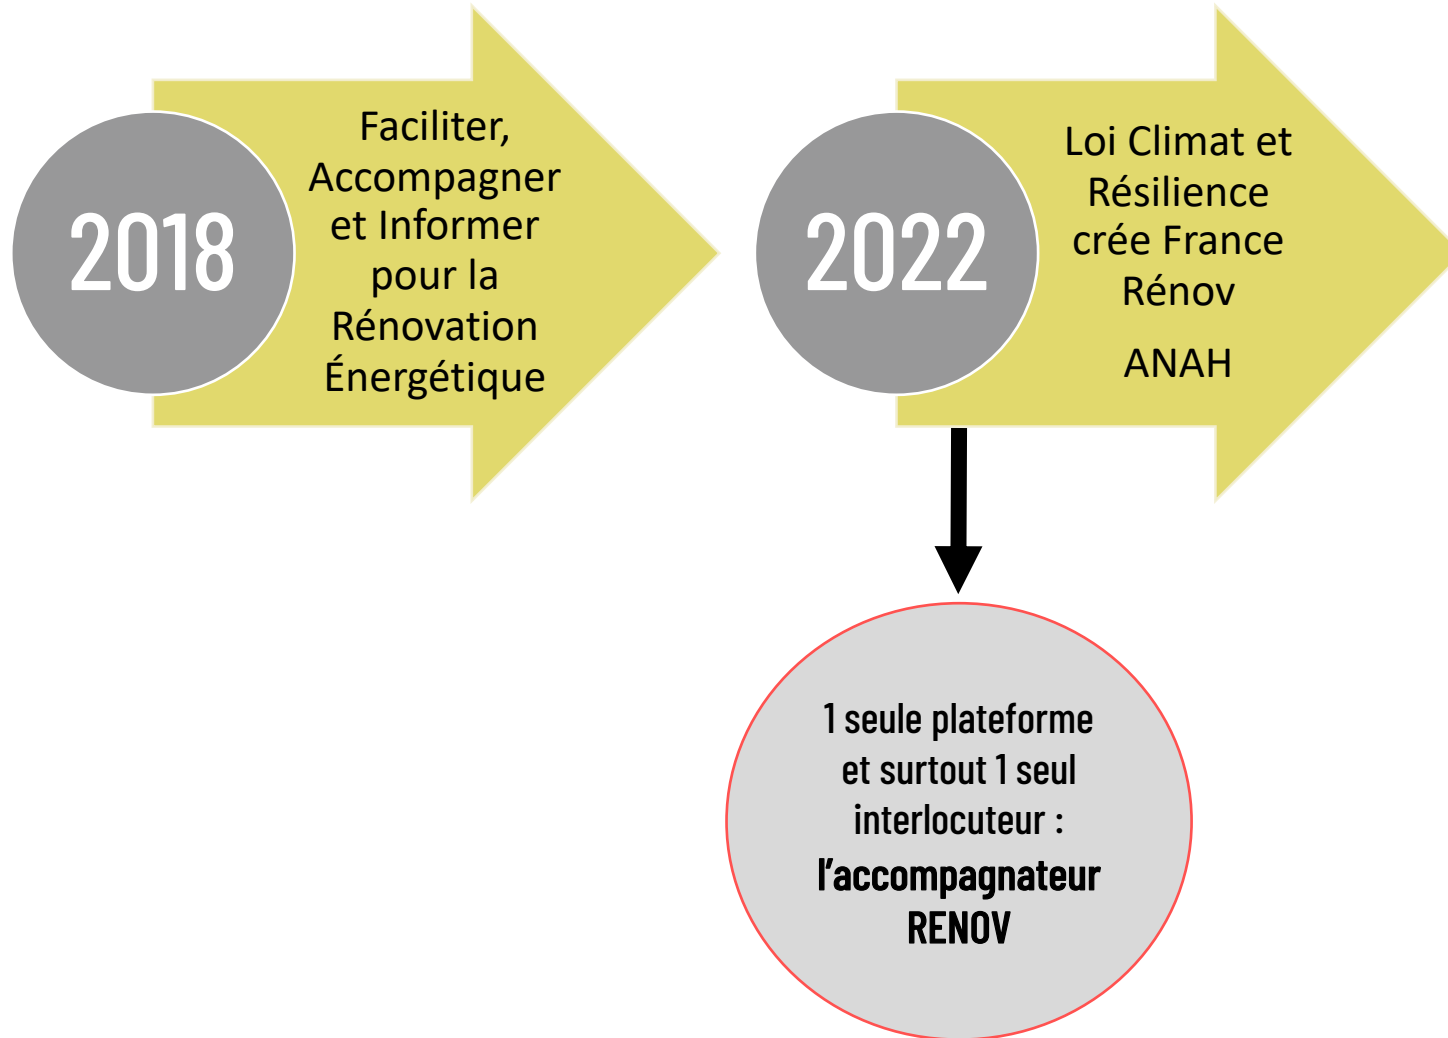 2018
Faciliter,
Accompagner
et Informer
pour la
Rénovation
Énergétique
2022
Loi Climat et
Résilience
crée France
Rénov
ANAH
1 seule plateforme
et surtout 1 seul
interlocuteur :
l'accompagnateur
RENOV